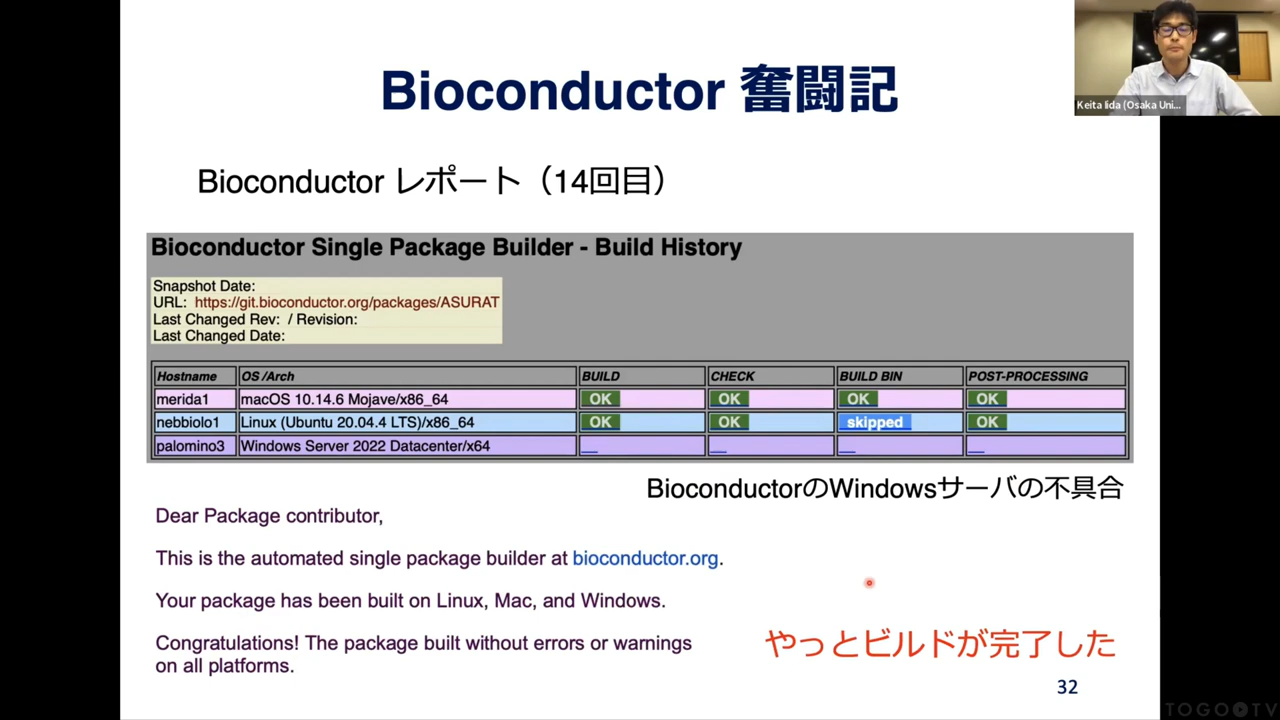 Bioconductor 奮闘記
Keita Iida (Osaka Uni...
Bioconductor レポート（14回目）
Bioconductor Single Package Builder - Build History
Snapshot Date:
URL: https://git.bioconductor.org/packages/ASURAT
Last Changed Rev: / Revision:
Last Changed Date:
Hostname OS /Arch BUILD CHECK BUILD BIN POST-PROCESSING
merida1 macOS 10.14.6 Mojave/x86_64 OK OK OK OK
nebbiolo1 Linux (Ubuntu 20.04.4 LTS)/x86_64 OK OK skipped OK
palomino3 Windows Server 2022 Datacenter/x64
BioconductorのWindowsサーバの不具合
Dear Package contributor,
This is the automated single package builder at bioconductor.org.
Your package has been built on Linux, Mac, and Windows.
Congratulations! The package built without errors or warnings
on all platforms.
やっとビルドが完了した
32
TOGOTV